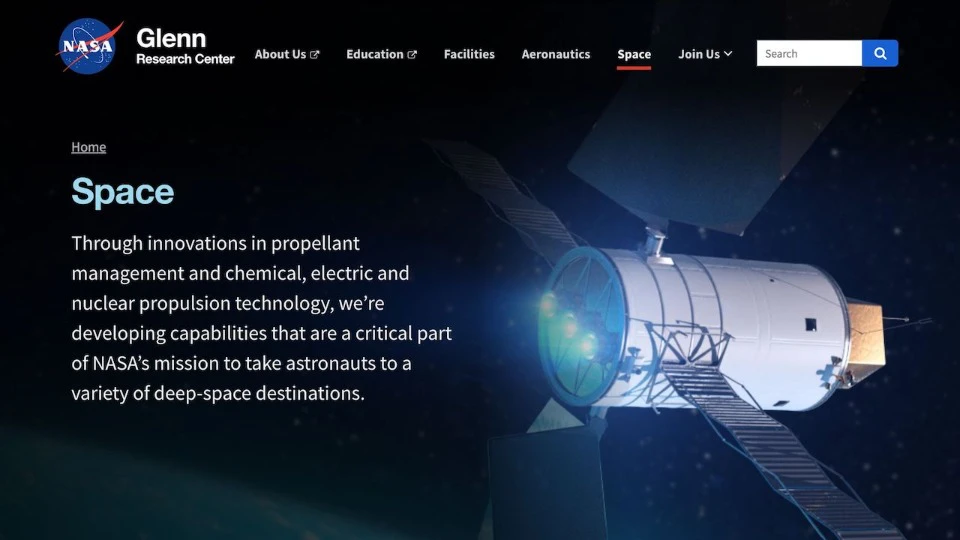 NASA
Glenn
Research Center
About Us
Education
Facilities
Aeronautics
Space
Join Us
Search
Home
Space
Through innovations in propellant
management and chemical, electric and
nuclear propulsion technology, we’re
developing capabilities that are a critical part
of NASA’s mission to take astronauts to a
variety of deep-space destinations.